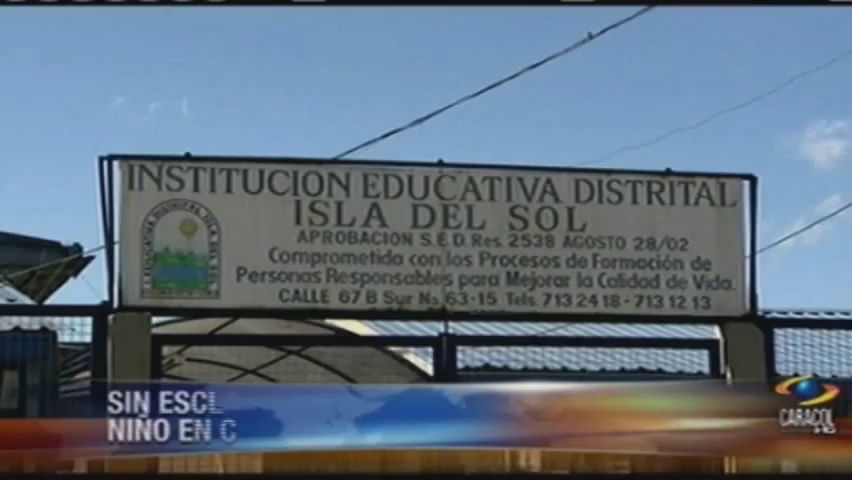 INSTITUCION EDUCATIVA DISTRITAL
ISLA DEL SOL
APROBACION S.E.D. Res. 2538 AGOSTO 28/02
Comprometida con los Procesos de Formación de
Personas Responsables para Mejorar la Calidad de Vida.
CALLE 67 B Sur No 63-15 Tels. 713 24 18 - 713 12 13
SIN ESCL
NIÑO EN C
CARACOL